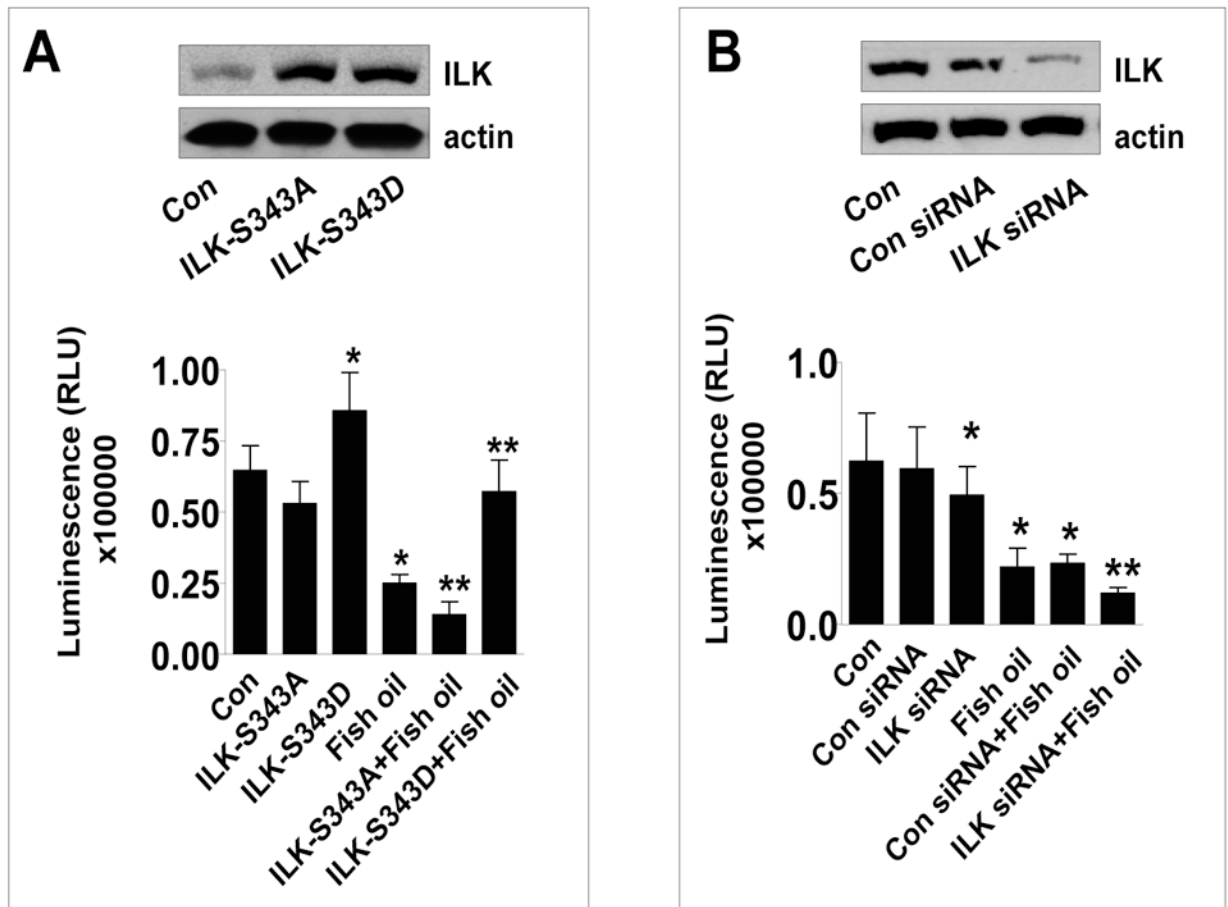 A
ILK
actin
Con
ILK-S343A
ILK-S343D
Luminescence (RLU)
x100000
1.00
0.75
0.50
0.25
0.00
*
*
**
**
Con
ILK-S343A
ILK-S343D
Fish oil
ILK-S343A+Fish oil
ILK-S343D+Fish oil
B
ILK
actin
Con
Con siRNA
ILK siRNA
Luminescence (RLU)
x100000
1.0
0.5
0.0
*
*
*
**
Con
Con siRNA
ILK siRNA
Fish oil
Con siRNA+Fish oil
ILK siRNA+Fish oil